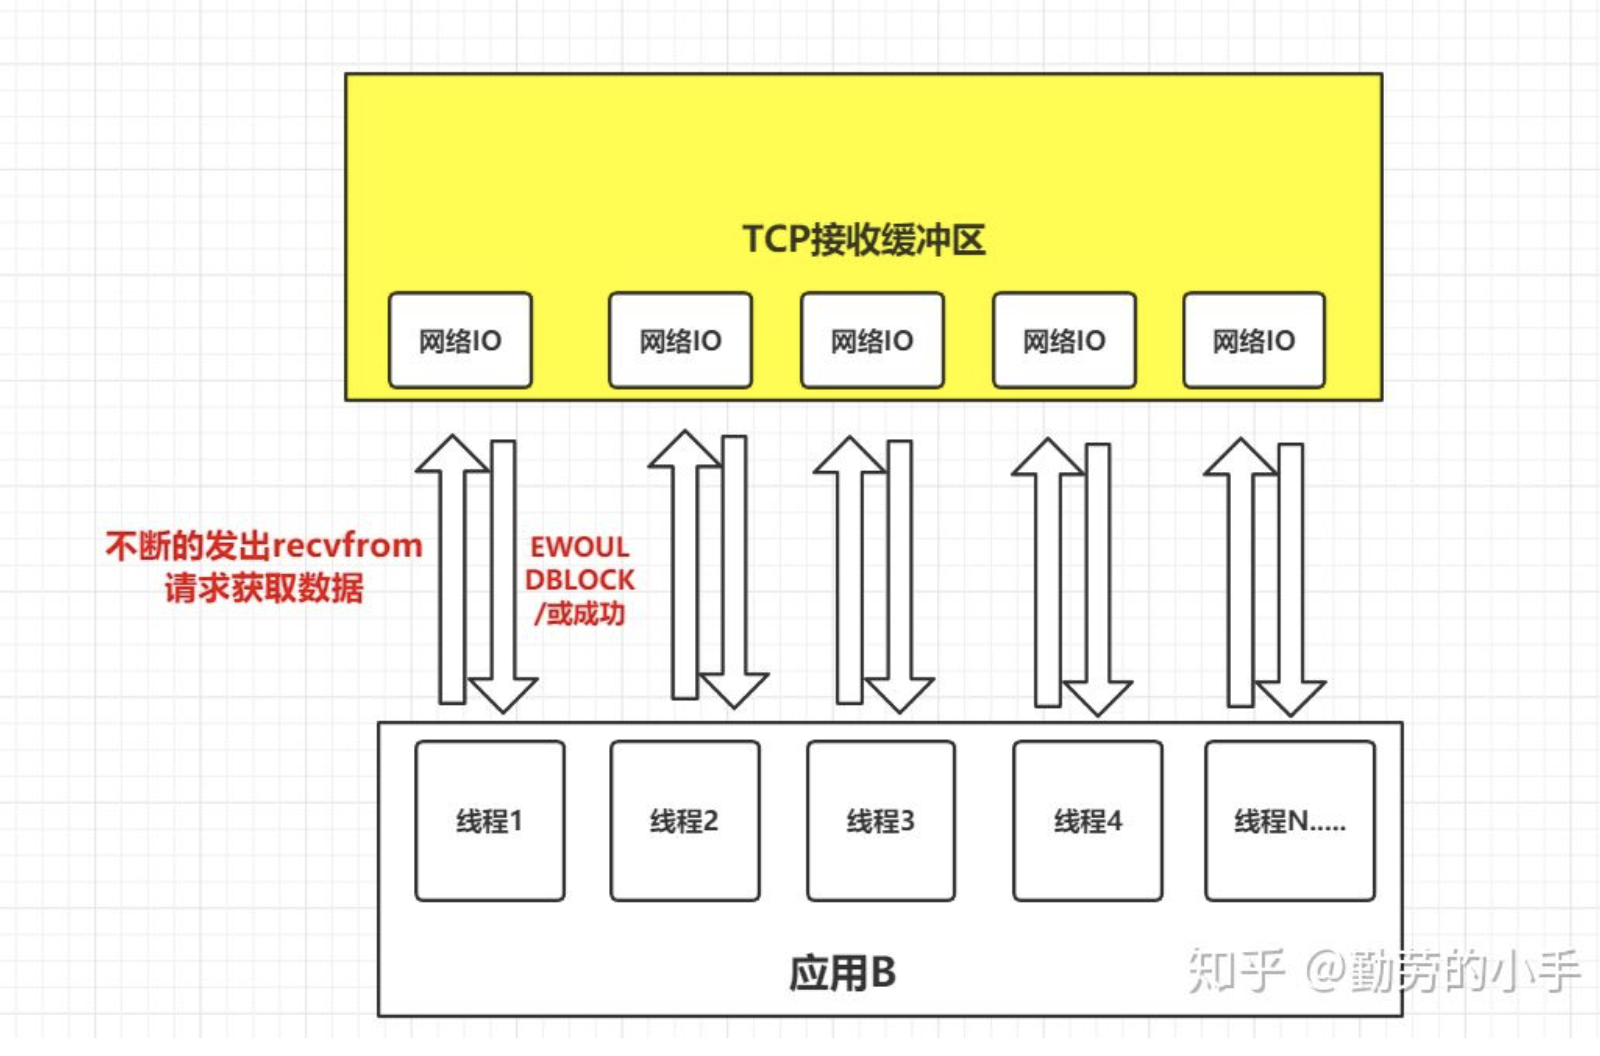 TCP接收缓冲区
网络IO
网络IO
网络IO
网络IO
网络IO
不断的发出recvfrom
请求获取数据
EWOUL
DBLOCK
/或成功
线程1
线程2
线程3
线程4
线程N.....
应用B
知乎 @勤劳的小手